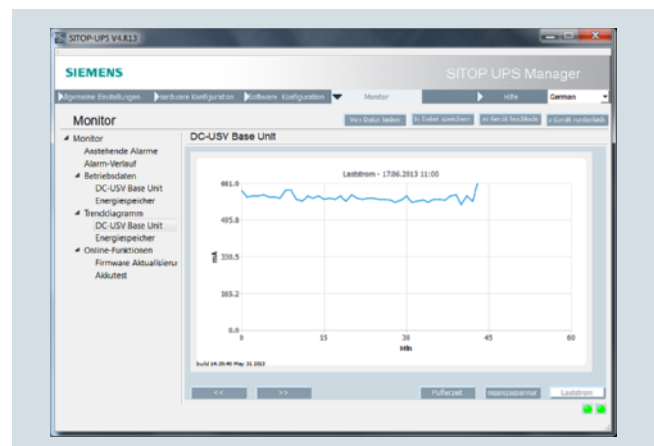 SITOP-UPS V4.R13
SIEMENS
SITOP UPS Manager
Allgemeine Einstellungen
Hardware Konfiguration
Software Konfiguration
Monitor
Hilfe
German
Monitor
Von Datei laden
In Datei speichern
DC-USV Base Unit
Monitor
Anstehende Alarme
Alarm-Verlauf
Betriebsdaten
DC-USV Base Unit
Energiespeicher
Trenddiagramm
DC-USV Base Unit
Energiespeicher
Online-Funktionen
Firmware Aktualisieru
Akkutest
Laststrom - 17.06.2013 11:00
661.0
495.8
330.5
165.2
0.0
mA
0 15 30 45 60
Min
May 31 2013
<< >> Pufferzeit
Laststrom